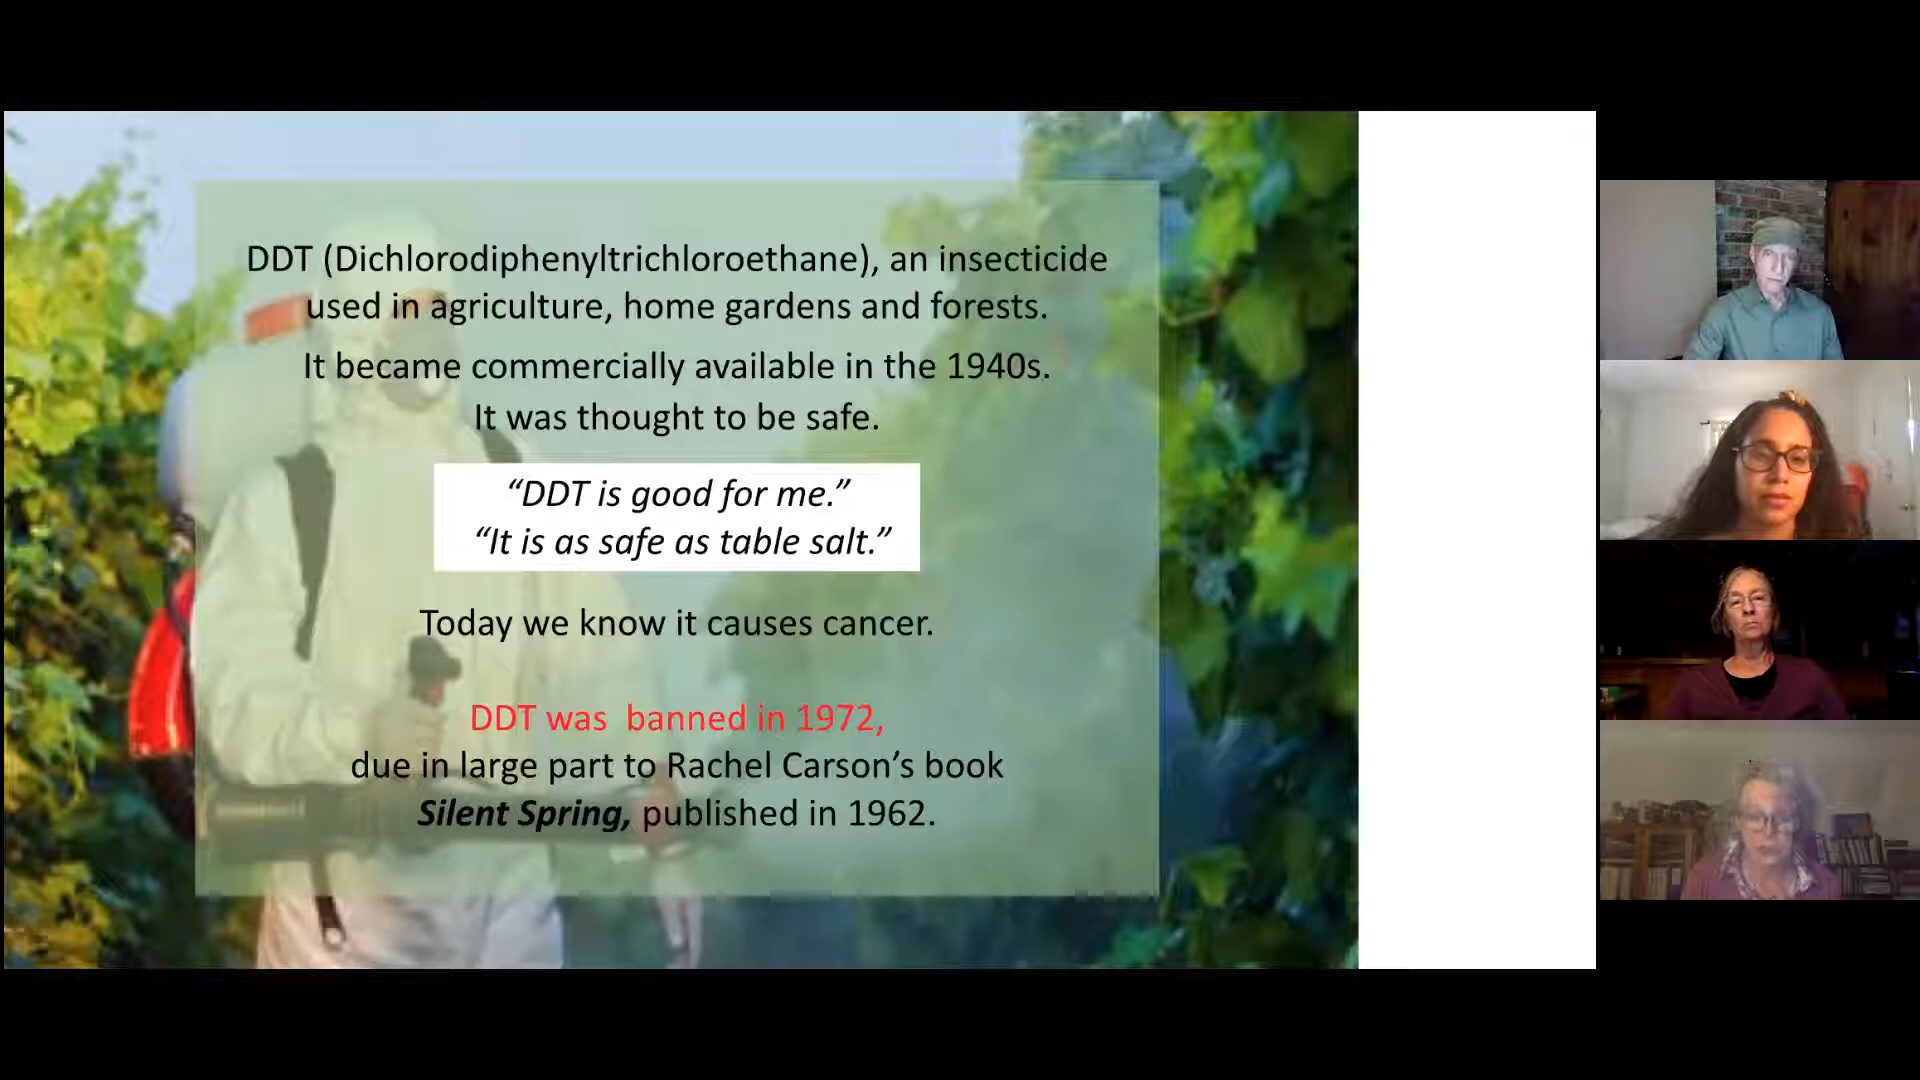 DDT (Dichlorodiphenyltrichloroethane), an insecticide
used in agriculture, home gardens and forests.
It became commercially available in the 1940s.
It was thought to be safe.
“DDT is good for me.”
“It is as safe as table salt.”
Today we know it causes cancer.
DDT was  banned in 1972,
due in large part to Rachel Carson’s book
Silent Spring, published in 1962.